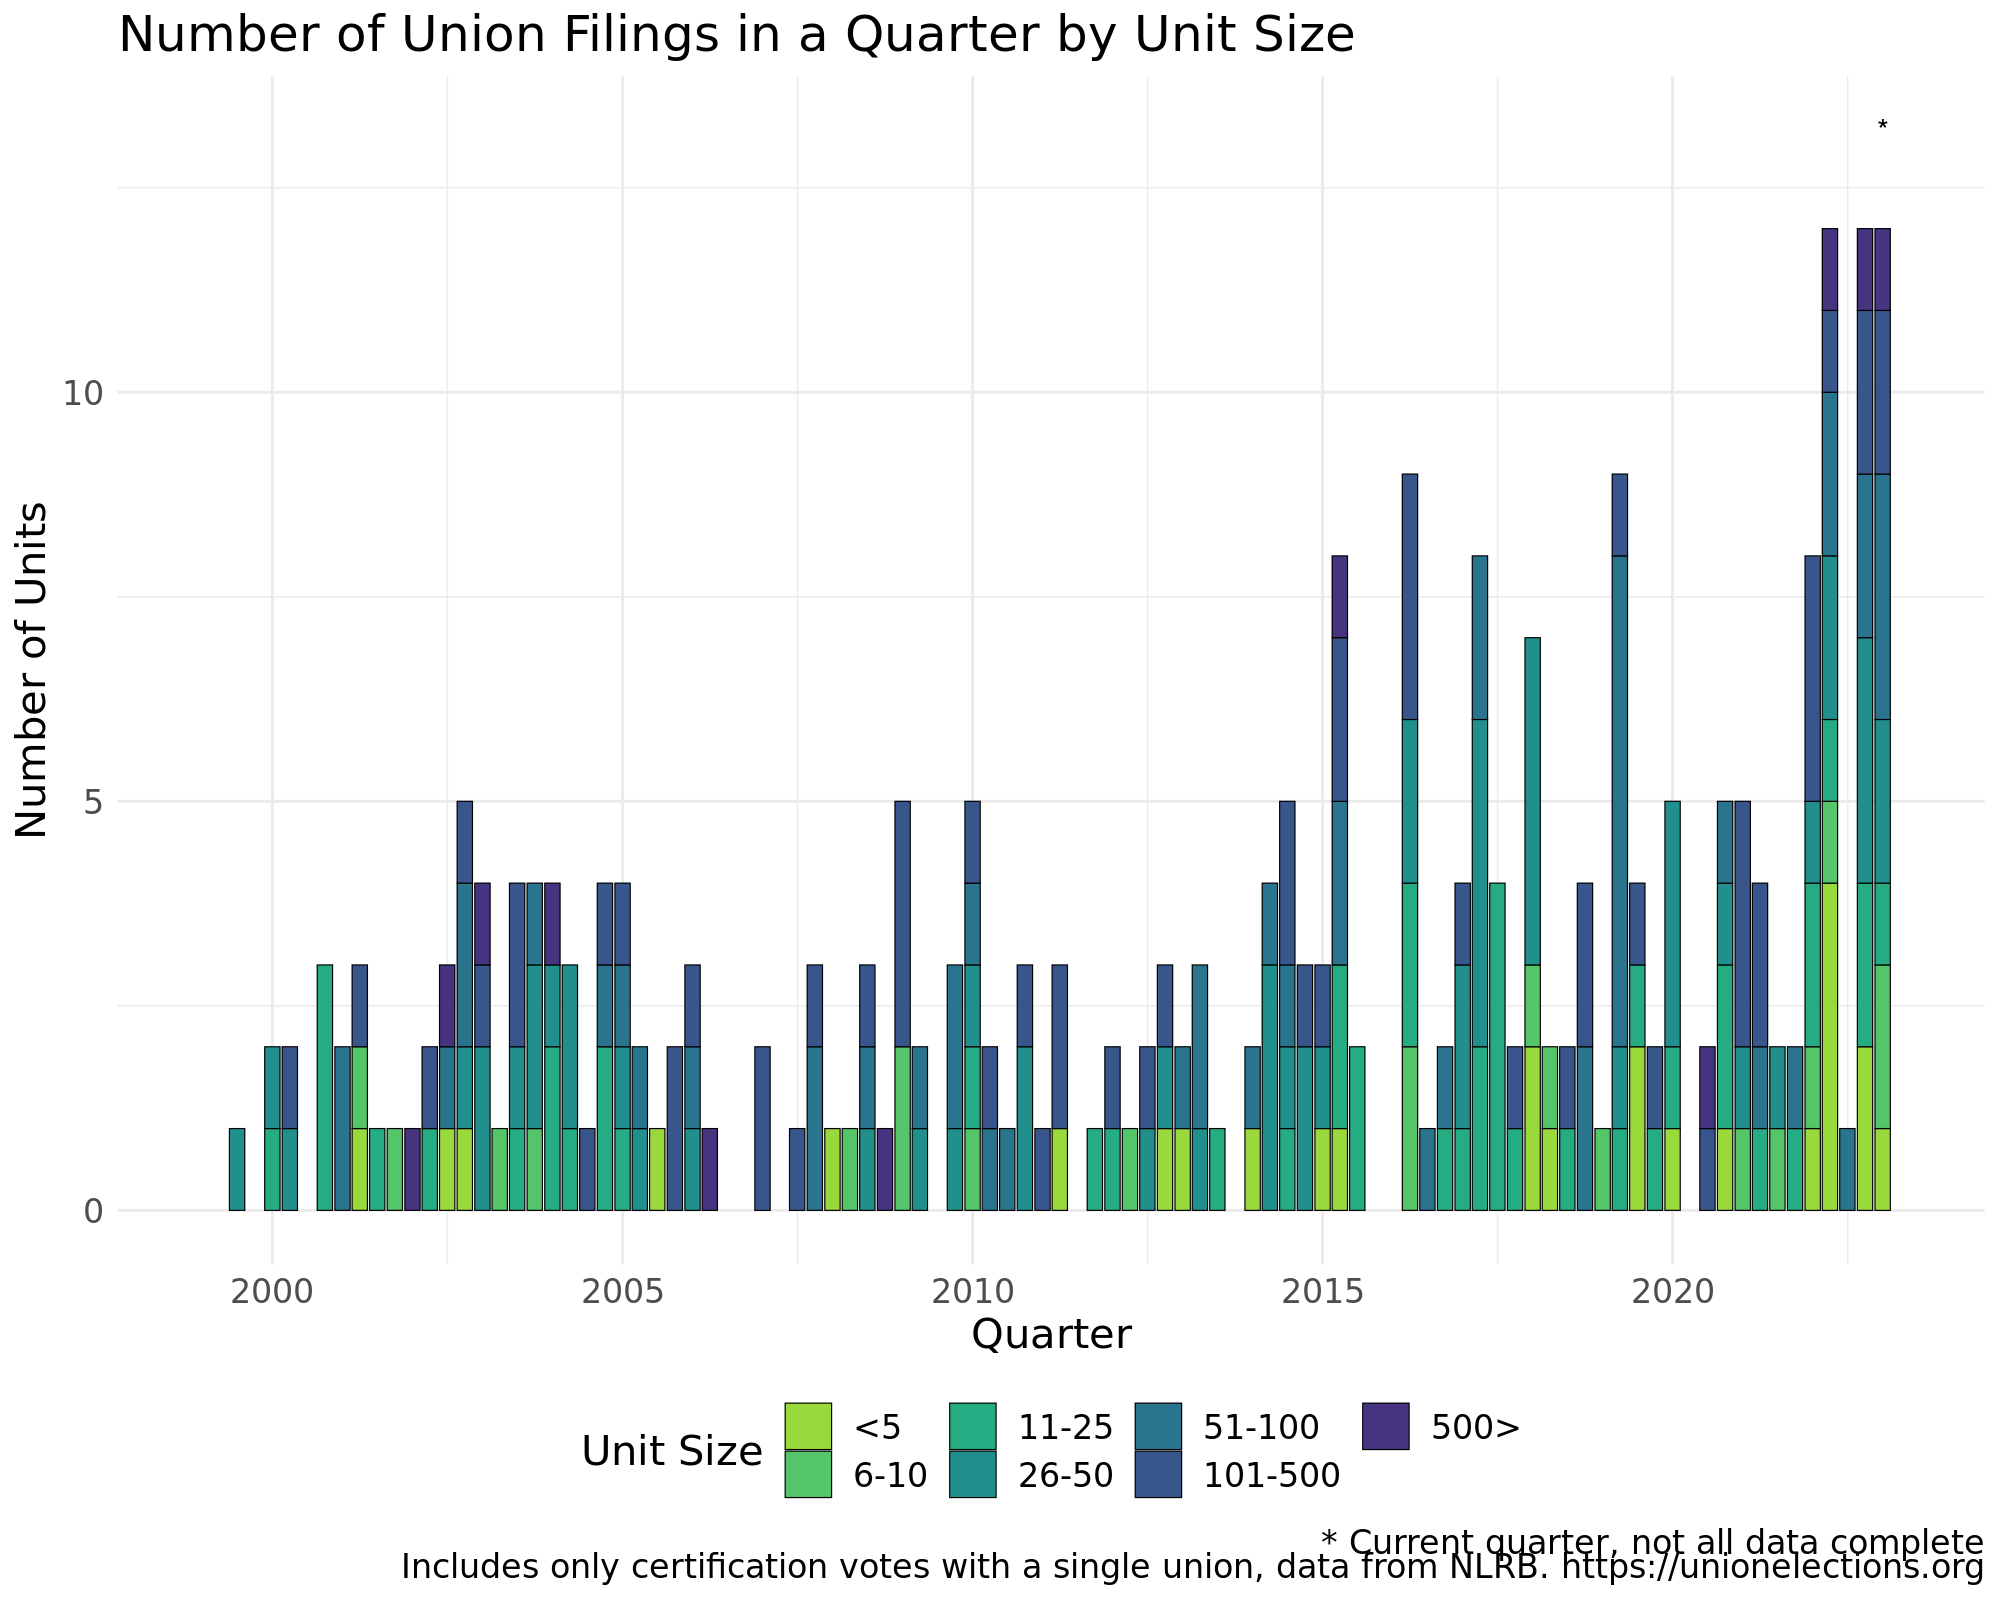 Number of Union Filings in a Quarter by Unit Size
*
10
5
0
Number of Units
2000 2005 2010 2015 2020
Quarter
Unit Size
<5 11-25 51-100 500>
6-10 26-50 101-500
* Current quarter, not all data complete
Includes only certification votes with a single union, data from NLRB. https://unionelections.org